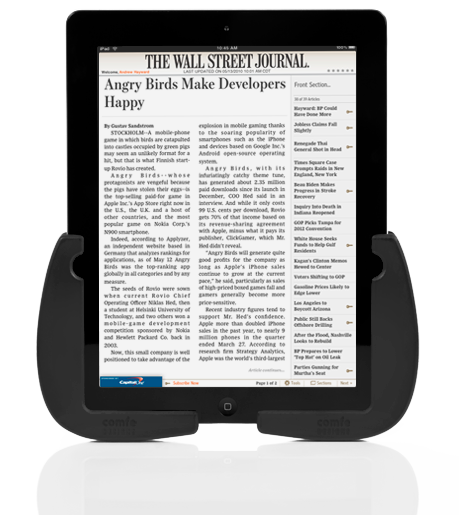 iPad
10:45 AM
THE WALL STREET JOURNAL.
Welcome, Andrew Hayward
LAST UPDATED ON 05/13/2010 10:01 AM CDT
Angry Birds Make Developers
Happy
By Gustav Sandstrom
STOCKHOLM—A mobile-phone
game in which birds are catapulted
into castles occupied by green pigs
may seem an unlikely format for a
hit, but that is what Finnish start-
up Rovio has created.
Angry Birds--whose
protagonists are vengeful because
the pigs have stolen their eggs--is
the top-selling paid-for game in
Apple Inc.'s App Store right now in
the U.S., the U.K. and a host of
other countries, and the most
popular game on Nokia Corp.'s
N900 smartphone.
Indeed, according to Applyzer,
an independent statistics website
based in Germany that analyzes rankings for
applications, as of May 12 Angry
Birds was the top-ranking app
globally in all categories and by any
measure.
The seeds of Rovio were sown
when current Rovio Chief
Operating Officer Niklas Hed, then
a student at Helsinki University of
Technology, and two others won a
mobile-game development
competition sponsored by Nokia
and Hewlett Packard Co. back in
2003.
Now, this small company is well
positioned to take advantage of the
explosion in mobile gaming thanks
to the soaring popularity of
smartphones such as the iPhone
and devices based on Google Inc.'s
Android open-source operating
system.
Angry Birds, with its
infuriatingly catchy theme tune,
has generated about 2.35 million
paid downloads since its launch in
December, COO Hed said in an
interview. And while it only costs
99 U.S. cents per download, Rovio
gets 70% of that income based on
its revenue-sharing agreement
with Apple, minus what it pays its
publisher, ClickGamer, which Mr.
Hed didn't reveal.
"Angry Birds will generate quite
good profits for the company as
long as Apple's iPhone sales
continue to grow at the current
pace," he said, particularly as sales
of high-priced boxed games fall and
gamers generally become more
price-sensitive.
Recent industry figures tend to
support Mr. Hed's confidence.
Apple more than doubled iPhone
sales in the past year, to nearly 9
million phones in the quarter
ended March 27. According to
research firm Strategy Analytics,
Apple was the world's third-largest
Article continues...
Front Section...
10 of 29 Articles
Hayward: BP Could
Have Done More
Jobless Claims Fall
Slightly
Renegade Thai
General Shot in Head
Times Square Case
Prompts Raids in New
England, New York
Beau Biden Makes
Progress in Stroke
Recovery
Inquiry Into Death in
Indiana Reopened
GOP Picks Tampa for
2012 Convention
White House Seeks
Funds to Help Gulf
Residents
Kagan's Clinton Memos
Hewed to Center
Voters Shifting to GOP
Gasoline Prices Likely to
Edge Lower
Los Angeles to
Boycott Arizona
Public Still Backs
Offshore Drilling
After the Flood, Nashville
Looks to Rebuild
BP Prepares to Lower
'Top Hat' on Oil Leak
Parties Gunning for
Murtha's Seat
Capital One
Subscribe Now
Page 1 of 2
Tools
Sections
Next